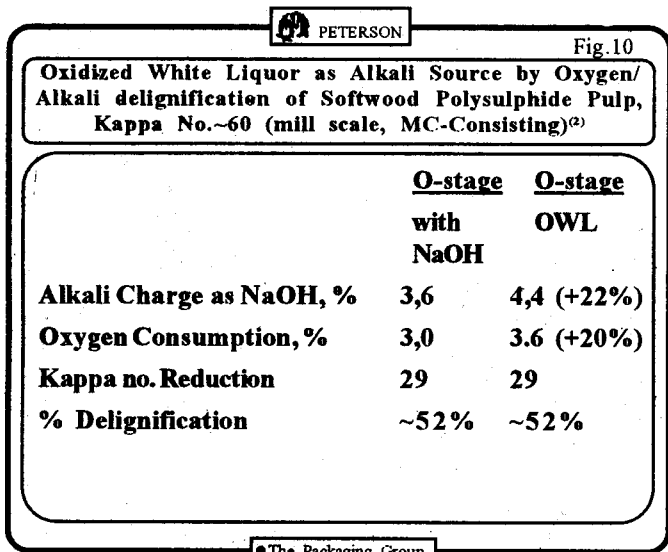 PETERSON
Fig.10
Oxidized White Liquor as Alkali Source by Oxygen/
Alkali delignification of Softwood Polysulphide Pulp,
Kappa No.~60 (mill scale, MC-Consisting)⁽²⁾
O-stage O-stage
with OWL
NaOH
Alkali Charge as NaOH, % 3,6 4,4 (+22%)
Oxygen Consumption, % 3,0 3.6 (+20%)
Kappa no. Reduction 29 29
% Delignification ~52% ~52%
The Packaging Group